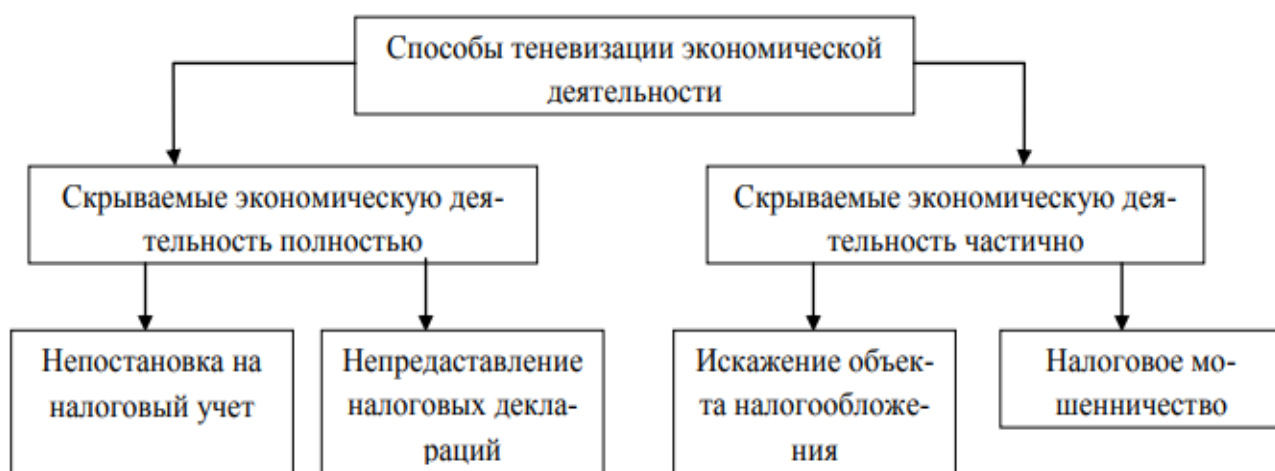 Способы теневизации экономической
деятельности
Скрываемые экономическую дея-
тельность полностью
Скрываемые экономическую дея-
тельность частично
Непостановка на
налоговый учет
Непредаставление
налоговых декла-
раций
Искажение объек-
та налогообложе-
ния
Налоговое мо-
шенничество